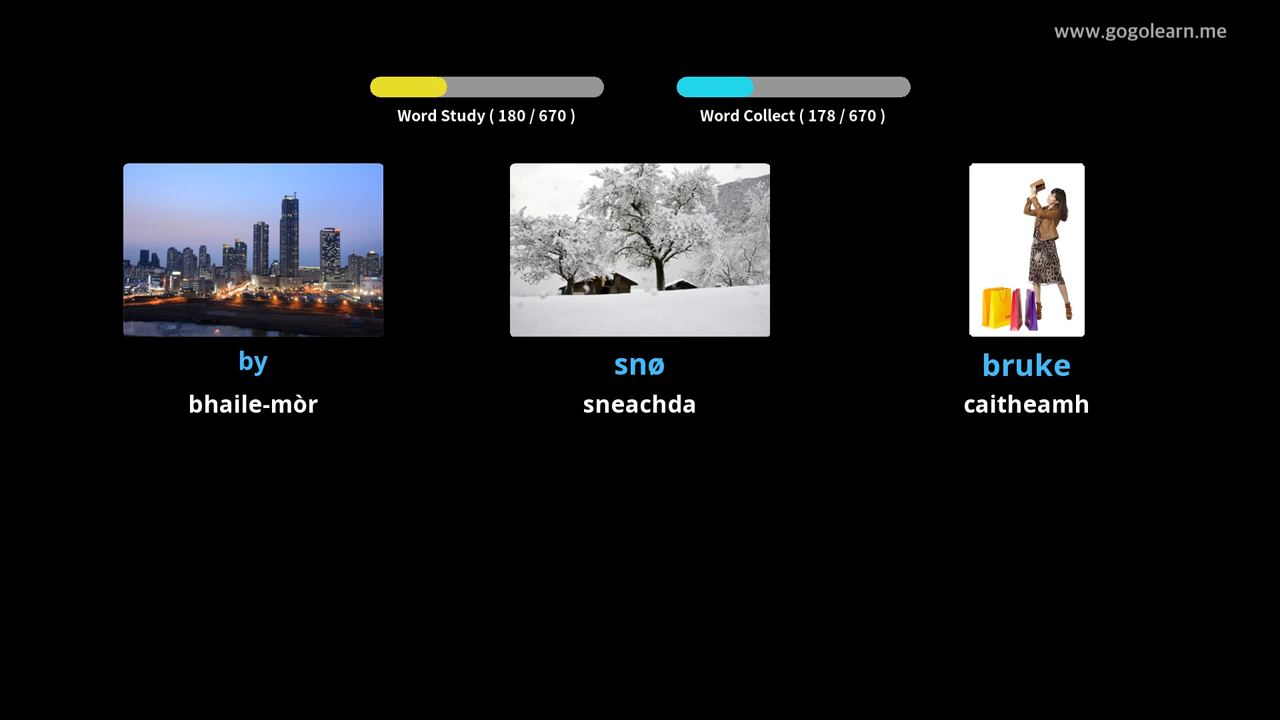 www.gogolearn.me
Word Study ( 180 / 670 )
Word Collect ( 178 / 670 )
by
snø
bruke
bhaile-mòr
sneachda
caitheamh